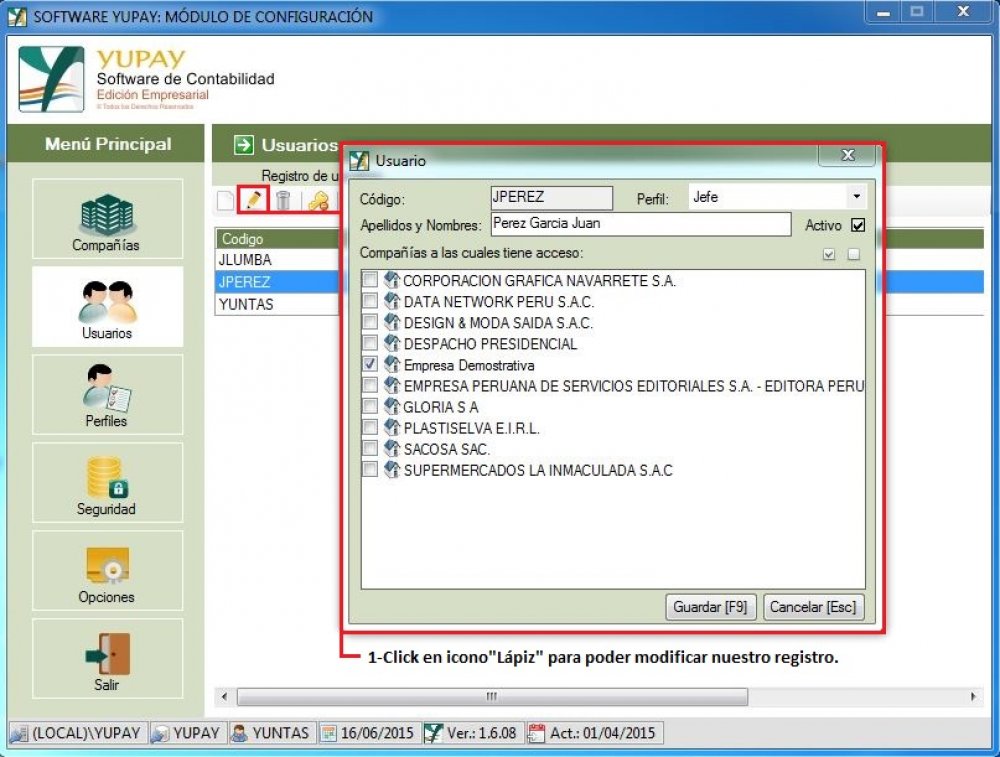 SOFTWARE YUPAY: MÓDULO DE CONFIGURACIÓN
YUPAY
Software de Contabilidad
Edición Empresarial
© Todos los Derechos Reservados
Menú Principal
Compañías
Usuarios
Perfiles
Seguridad
Opciones
Salir
Usuarios
Registro de u
Codigo
JLUMBA
JPEREZ
YUNTAS
Usuario
Código: JPEREZ Perfil: Jefe
Apellidos y Nombres: Perez Garcia Juan Activo
Compañías a las cuales tiene acceso:
CORPORACION GRAFICA NAVARRETE S.A.
DATA NETWORK PERU S.A.C.
DESIGN & MODA SAIDA S.A.C.
DESPACHO PRESIDENCIAL
Empresa Demostrativa
EMPRESA PERUANA DE SERVICIOS EDITORIALES S.A. - EDITORA PERU
GLORIA S A
PLASTISELVA E.I.R.L.
SACOSA SAC.
SUPERMERCADOS LA INMACULADA S.A.C
Guardar [F9] Cancelar [Esc]
1-Click en icono"Lápiz" para poder modificar nuestro registro.
(LOCAL)\YUPAY YUPAY YUNTAS 16/06/2015 Ver.: 1.6.08 Act.: 01/04/2015